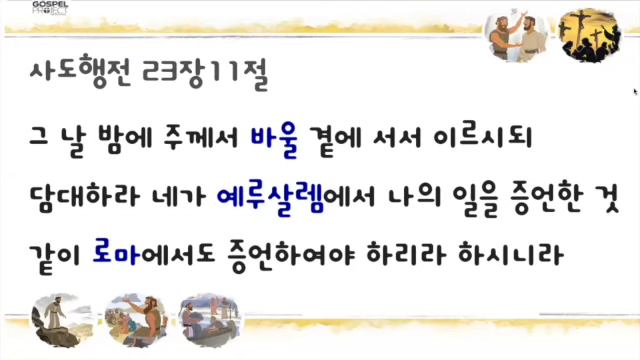 GOSPEL
PROJECT
사도행전 23장11절
그 날 밤에 주께서 바울 곁에 서서 이르시되
담대하라 네가 예루살렘에서 나의 일을 증언한 것
같이 로마에서도 증언하여야 하리라 하시니라